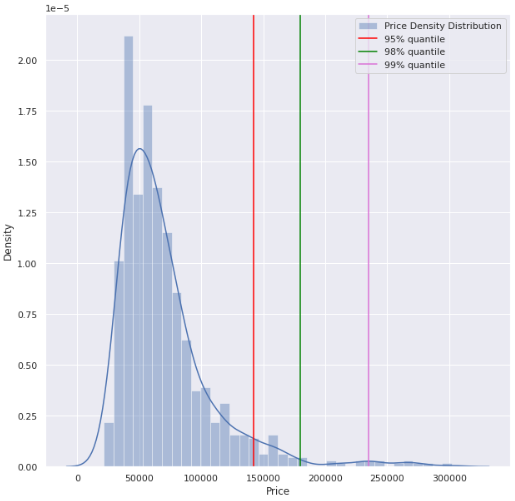 1e−5
Price Density Distribution
95% quantile
98% quantile
99% quantile
2.00
1.75
1.50
1.25
1.00
0.75
0.50
0.25
0.00
Density
0 50000 100000 150000 200000 250000 300000
Price